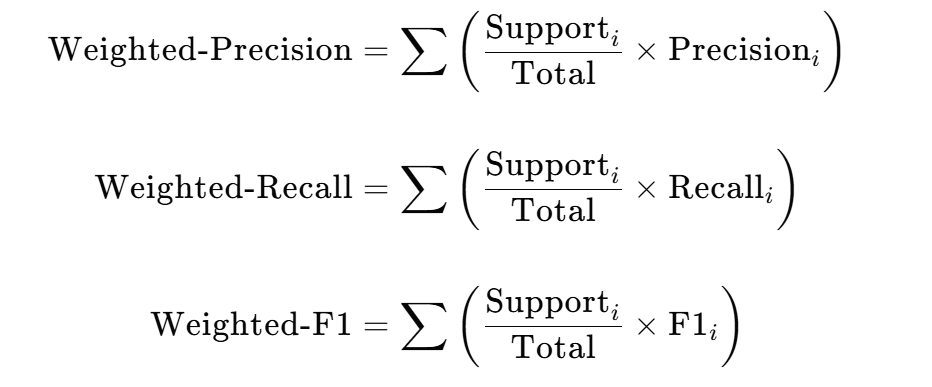 Weighted-Precision = ∑ ( Support_i / Total × Precision_i )
Weighted-Recall = ∑ ( Support_i / Total × Recall_i )
Weighted-F1 = ∑ ( Support_i / Total × F1_i )